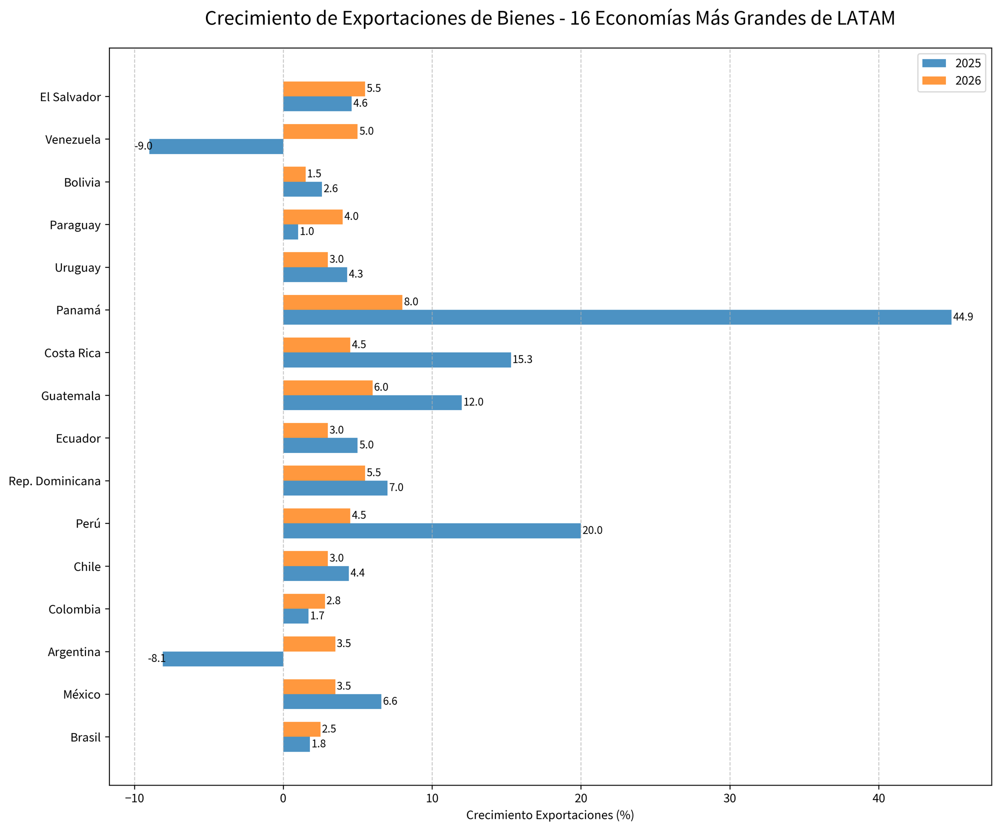 Crecimiento de Exportaciones de Bienes - 16 Economías Más Grandes de LATAM
2025
2026
El Salvador
5.5
4.6
Venezuela
5.0
-9.0
Bolivia
1.5
2.6
Paraguay
4.0
1.0
Uruguay
3.0
4.3
Panamá
8.0
44.9
Costa Rica
4.5
15.3
Guatemala
6.0
12.0
Ecuador
3.0
5.0
Rep. Dominicana
5.5
7.0
Perú
4.5
20.0
Chile
3.0
4.4
Colombia
2.8
1.7
Argentina
3.5
-8.1
México
3.5
6.6
Brasil
2.5
1.8
−10 0 10 20 30 40
Crecimiento Exportaciones (%)